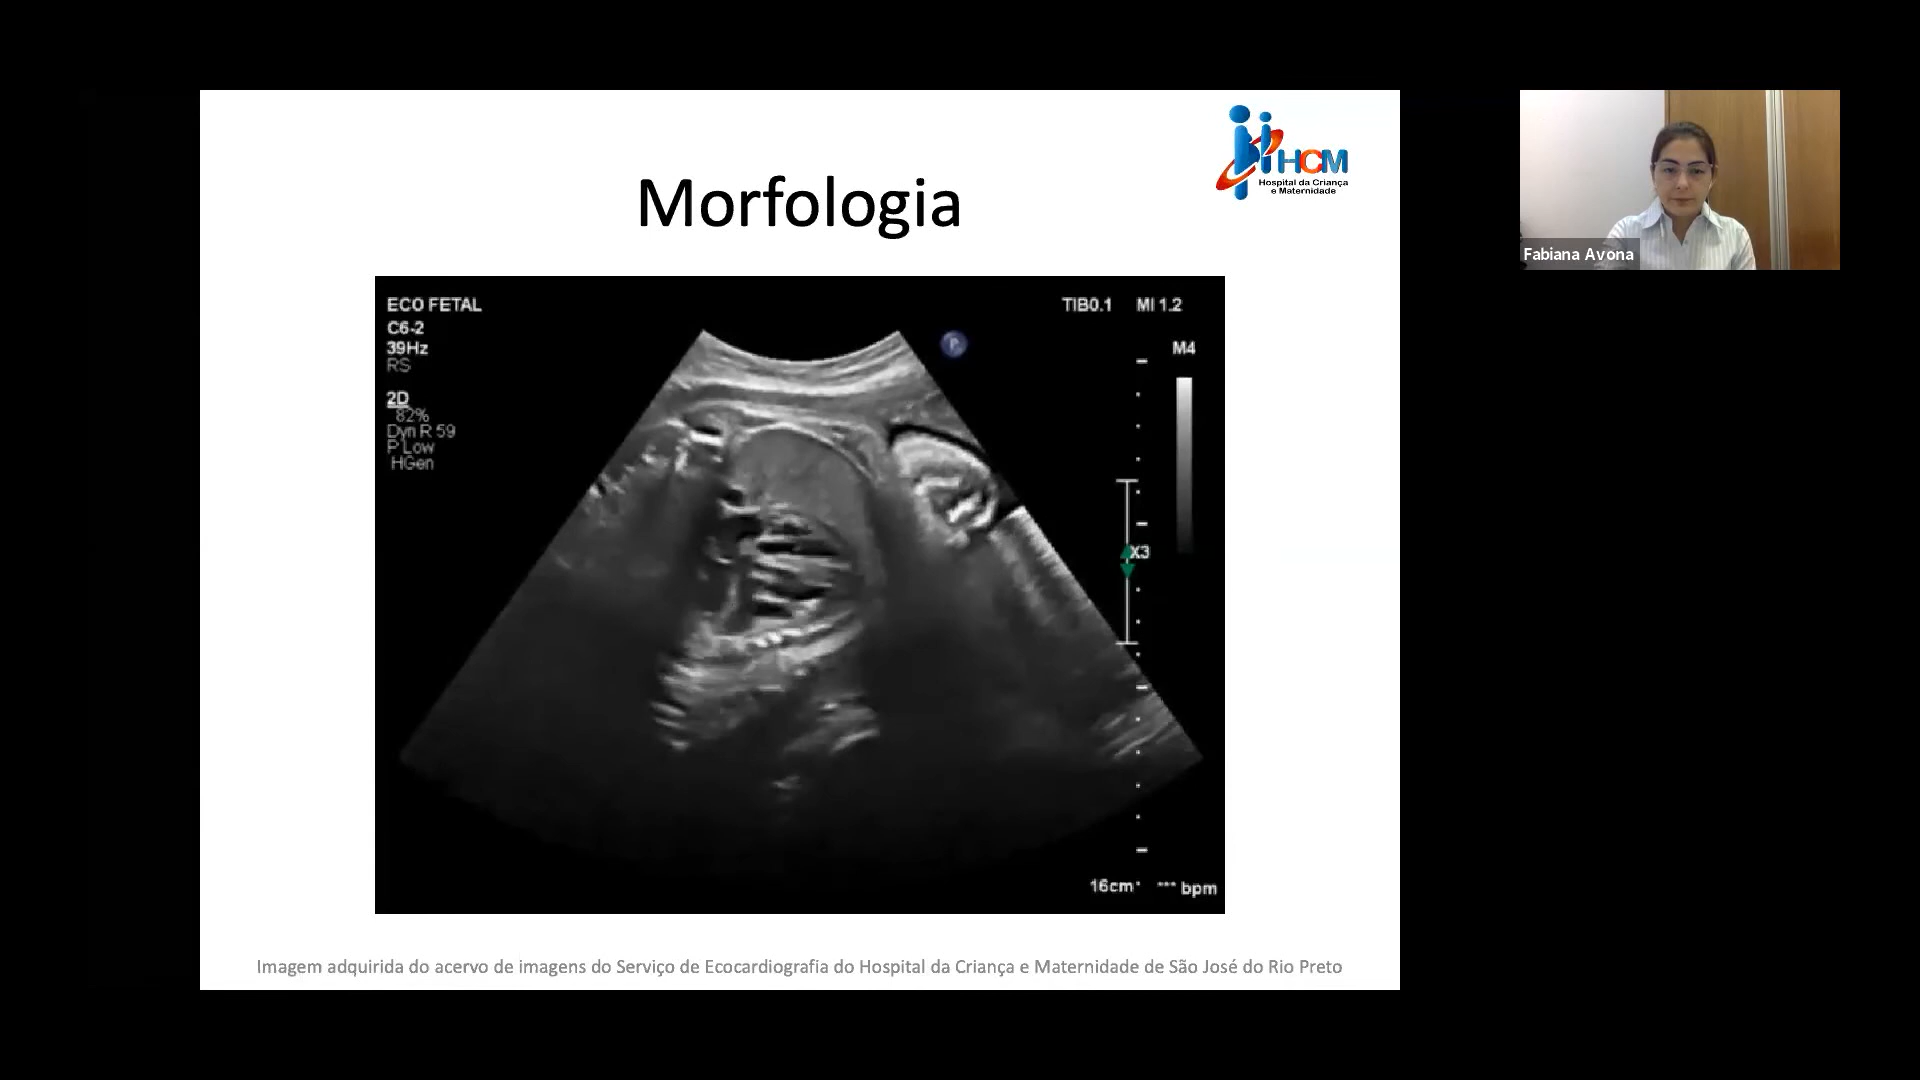 HCM
Hospital da Criança
e Maternidade
Morfologia
Fabiana Avona
ECO FETAL
TIB0.1 MI 1.2
C6-2
39Hz
RS
M4
P
2D
82%
Dyn R 59
P Low
HGen
X3
16cm
*** bpm
Imagem adquirida do acervo de imagens do Serviço de Ecocardiografia do Hospital da Criança e Maternidade de São José do Rio Preto